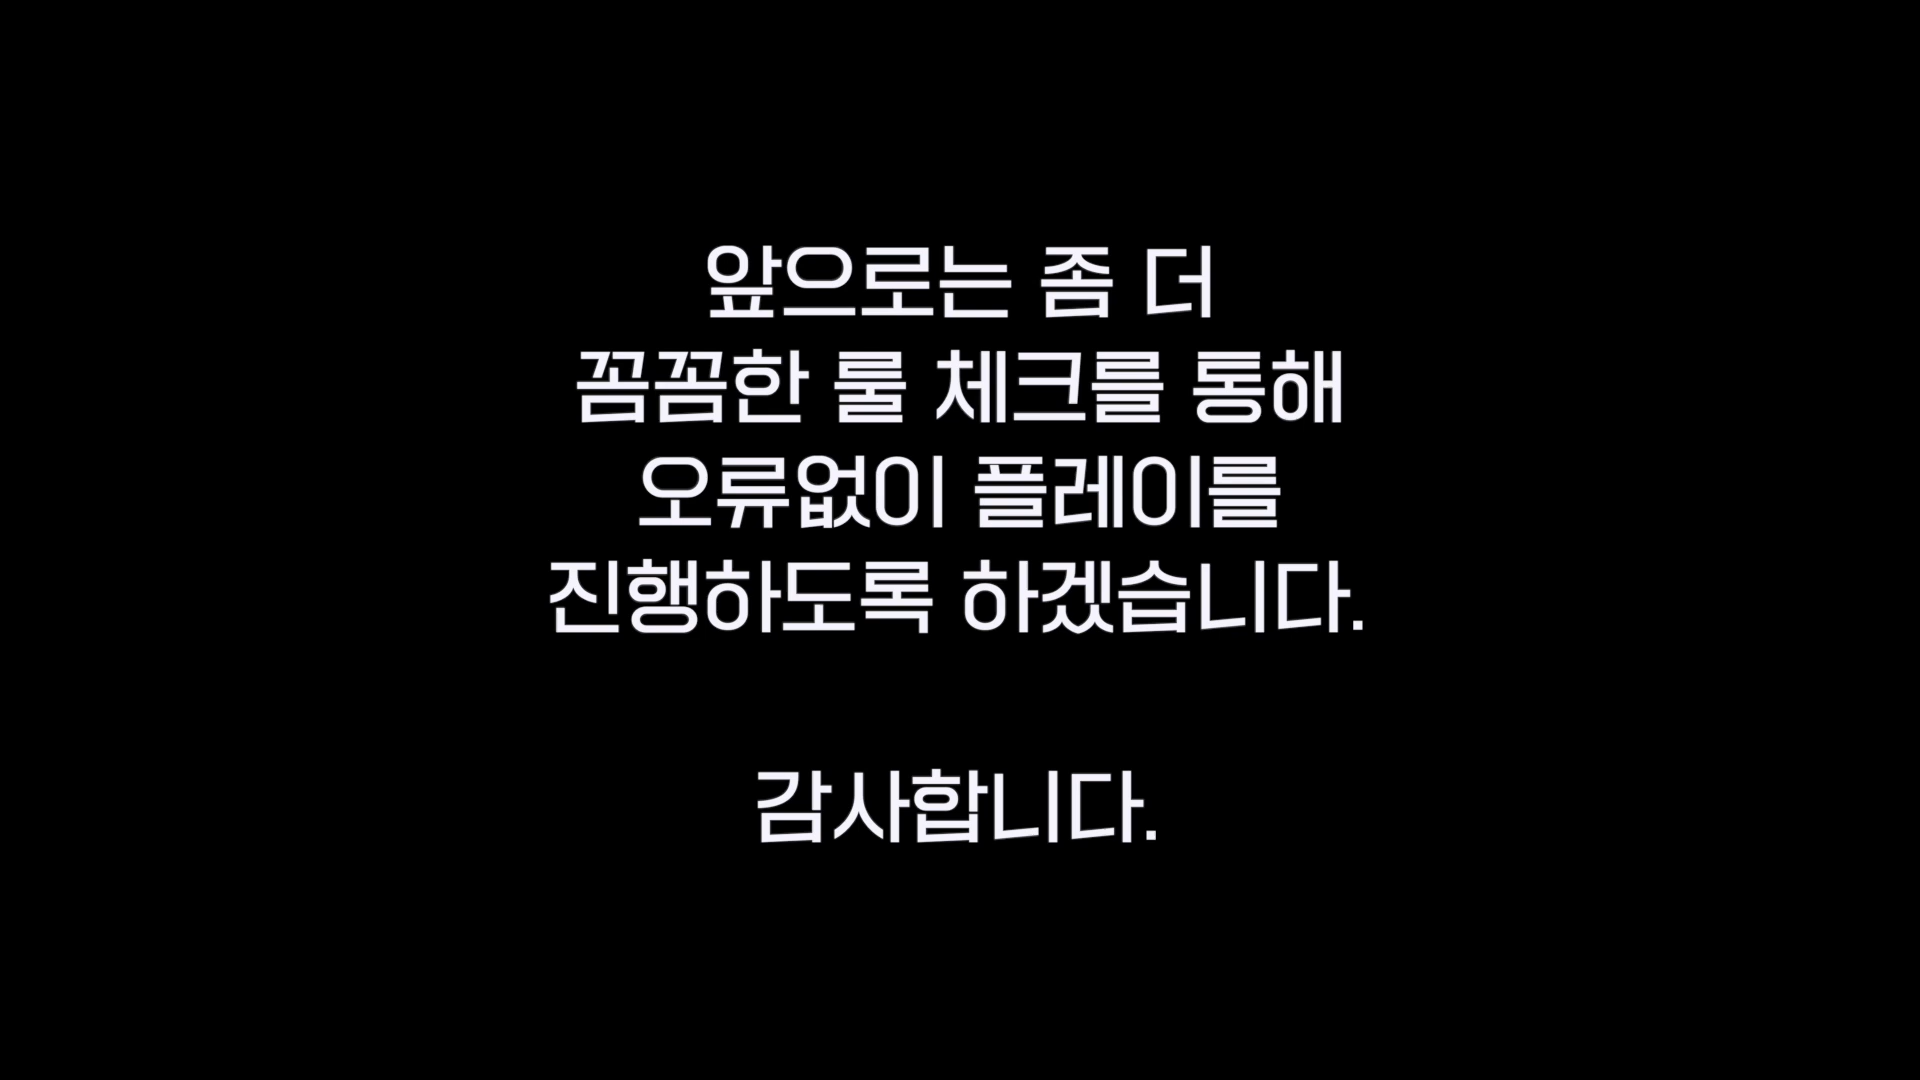 앞으로는 좀 더
꼼꼼한 룰 체크를 통해
오류없이 플레이를
진행하도록 하겠습니다.
감사합니다.